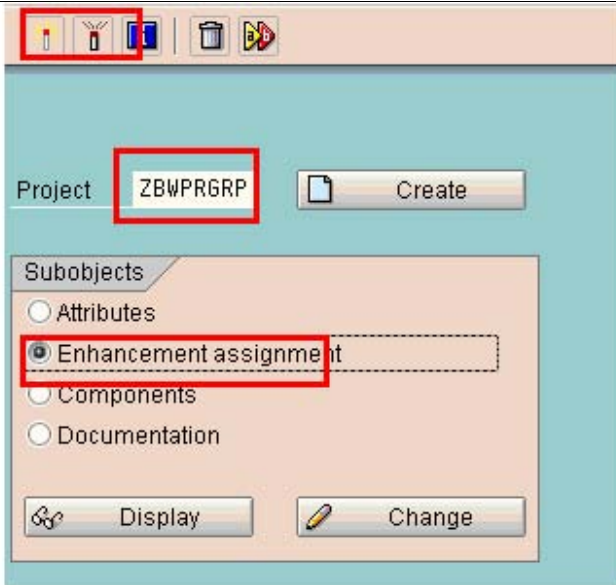 Project ZBWPRGRP Create
Subobjects
Attributes
Enhancement assignment
Components
Documentation
Display Change